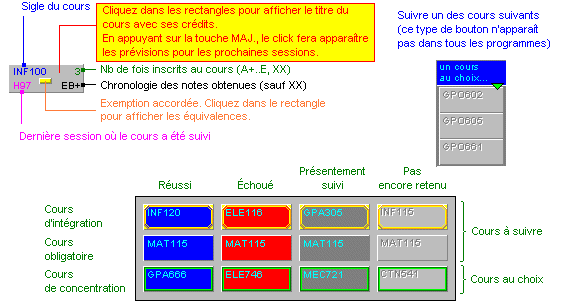 Sigle du cours
Cliquez dans les rectangles pour afficher le titre du
cours avec ses crédits.
En appuyant sur la touche MAJ., le click fera apparaître
les prévisions pour les prochaines sessions.
Suivre un des cours suivants
(ce type de bouton n'apparaît
pas dans tous les programmes)
INF100 3
H97 EB+
Nb de fois inscrits au cours (A+..E, XX)
Chronologie des notes obtenues (sauf XX)
Exemption accordée. Cliquez dans le rectangle
pour afficher les équivalences.
Dernière session où le cours a été suivi
un cours
au choix...
GPO602
GPO605
GPO661
Réussi
Échoué
Présentement
suivi
Pas
encore retenu
Cours
d'intégration
INF120 ELE116 GPA305 INF115
Cours
obligatoire
MAT115 MAT115 MAT115 MAT115
Cours à suivre
Cours
de concentration
GPA666 ELE746 MEC721 CTN541
Cours au choix